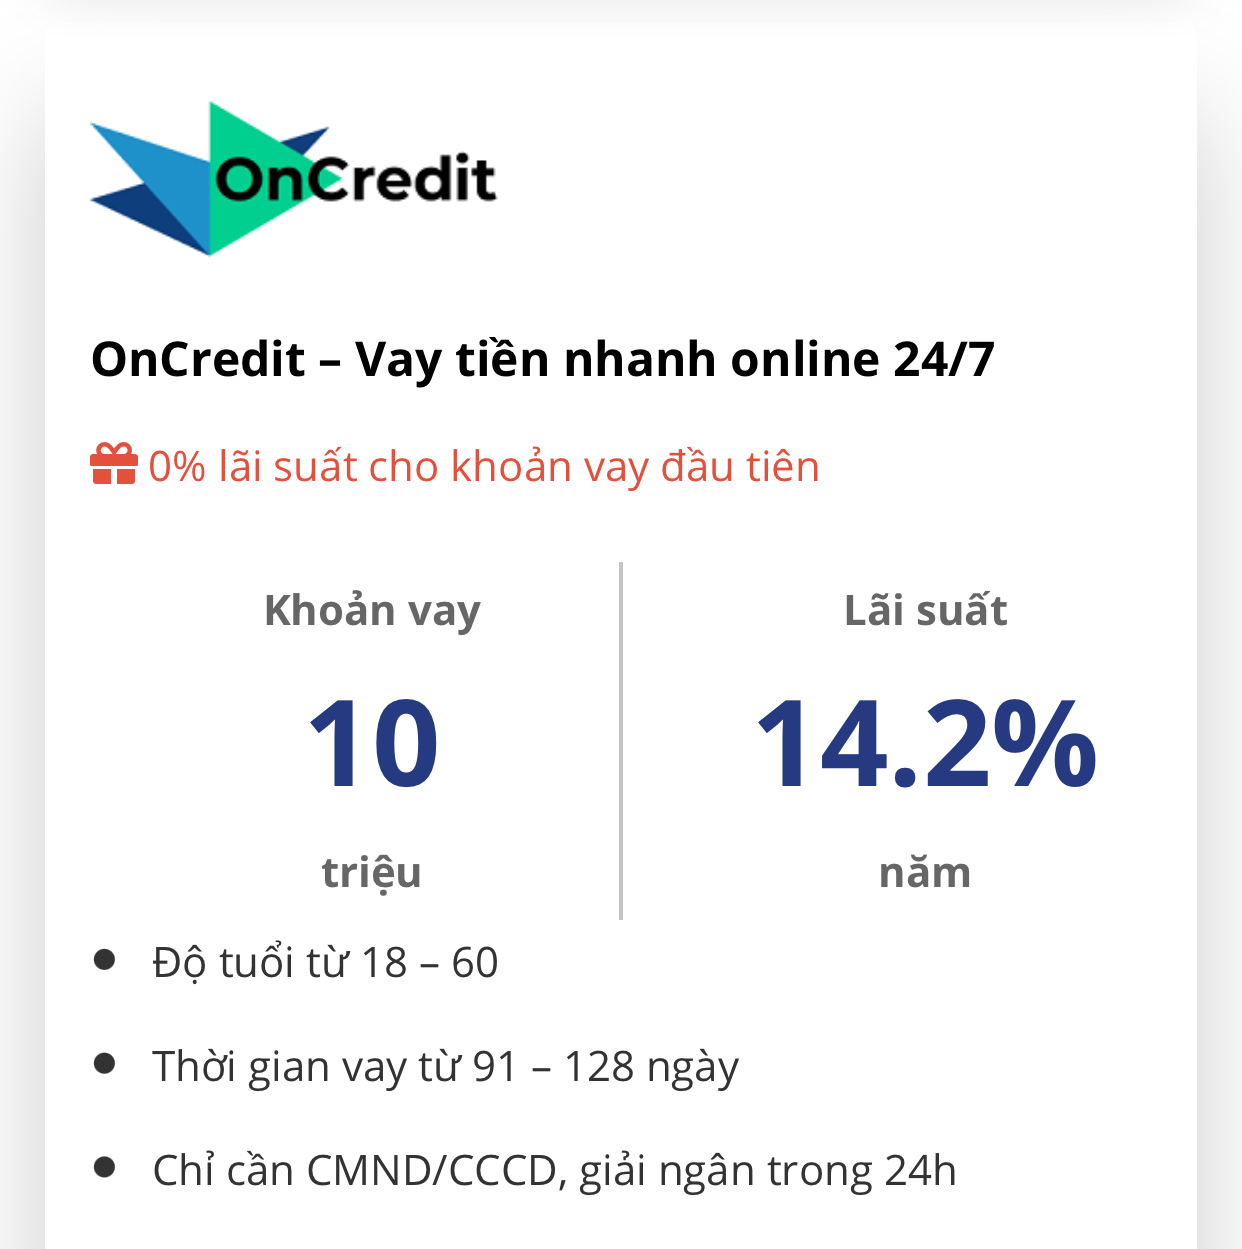 OnCredit
OnCredit – Vay tiền nhanh online 24/7
0% lãi suất cho khoản vay đầu tiên
Khoản vay
10
triệu
Lãi suất
14.2%
năm
Độ tuổi từ 18 – 60
Thời gian vay từ 91 – 128 ngày
Chỉ cần CMND/CCCD, giải ngân trong 24h